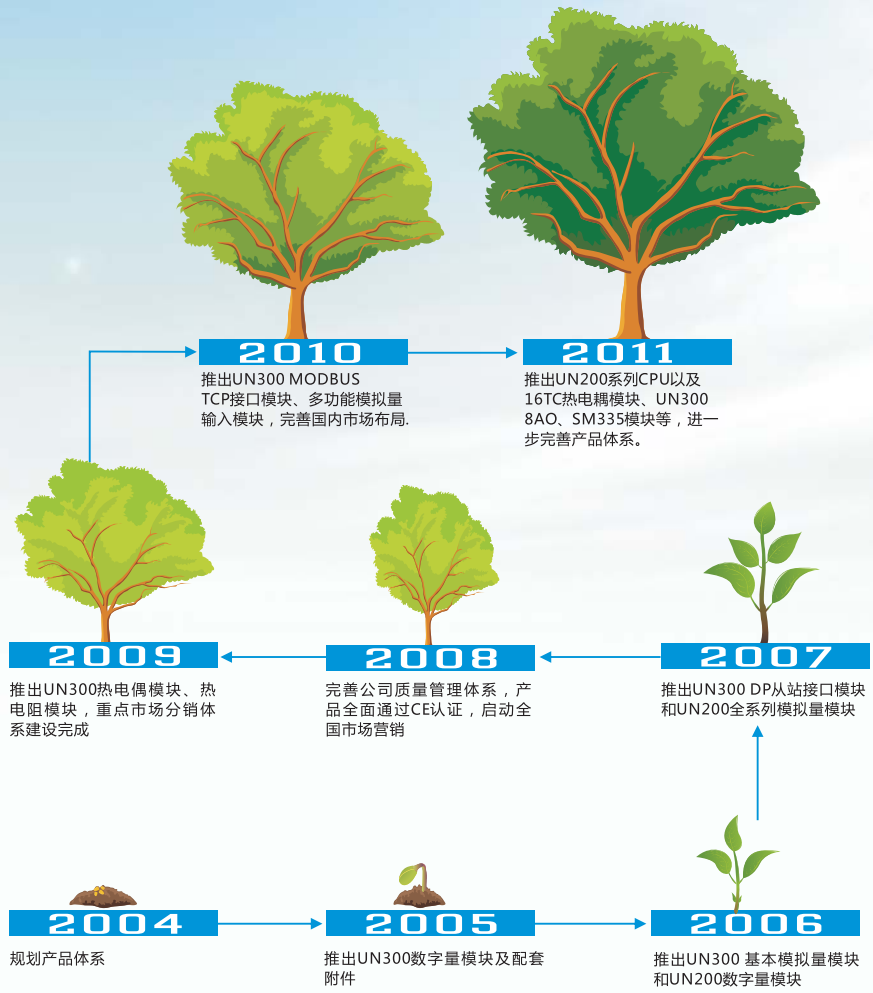 2010
推出UN300 MODBUS
TCP接口模块、多功能模拟量
输入模块，完善国内市场布局.
2011
推出UN200系列CPU以及
16TC热电耦模块、UN300
8AO、SM335模块等，进一
步完善产品体系。
2009
推出UN300热电偶模块、热
电阻模块，重点市场分销体
系建设完成
2008
完善公司质量管理体系，产
品全面通过CE认证，启动全
国市场营销
2007
推出UN300 DP从站接口模块
和UN200全系列模拟量模块
2004
规划产品体系
2005
推出UN300数字量模块及配套
附件
2006
推出UN300 基本模拟量模块
和UN200数字量模块